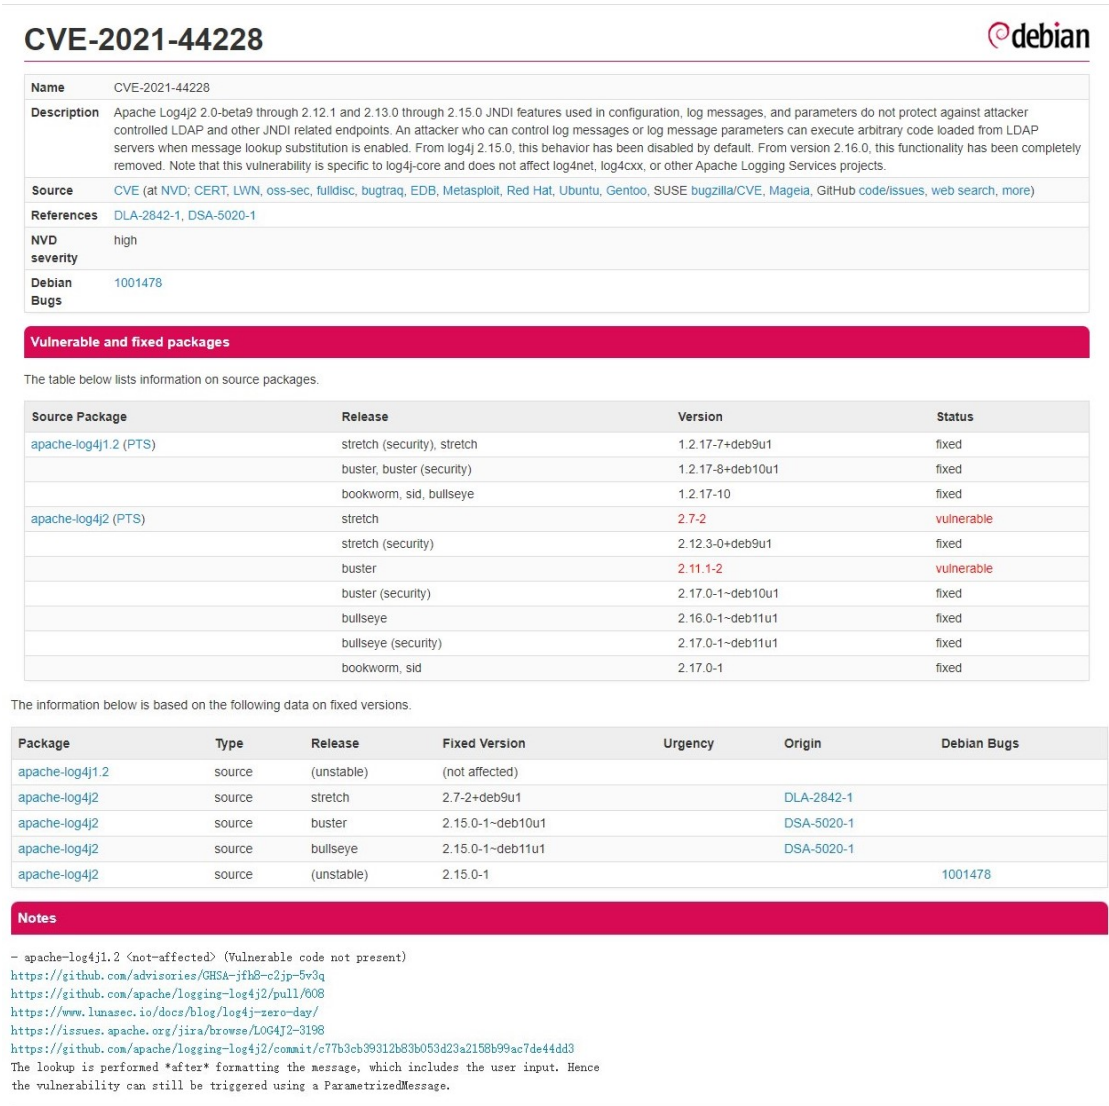 CVE-2021-44228
debian
Name CVE-2021-44228
Description Apache Log4j2 2.0-beta9 through 2.12.1 and 2.13.0 through 2.15.0 JNDI features used in configuration, log messages, and parameters do not protect against attacker
controlled LDAP and other JNDI related endpoints. An attacker who can control log messages or log message parameters can execute arbitrary code loaded from LDAP
servers when message lookup substitution is enabled. From log4j 2.15.0, this behavior has been disabled by default. From version 2.16.0, this functionality has been completely
removed. Note that this vulnerability is specific to log4j-core and does not affect log4net, log4cxx, or other Apache Logging Services projects.
Source CVE (at NVD; CERT, LWN, oss-sec, fulldisc, bugtraq, EDB, Metasploit, Red Hat, Ubuntu, Gentoo, SUSE bugzilla/CVE, Mageia, GitHub code/issues, web search, more)
References DLA-2842-1, DSA-5020-1
NVD high
severity
Debian 1001478
Bugs
Vulnerable and fixed packages
The table below lists information on source packages.
Source Package Release Version Status
apache-log4j1.2 (PTS) stretch (security), stretch 1.2.17-7+deb9u1 fixed
buster, buster (security) 1.2.17-8+deb10u1 fixed
bookworm, sid, bullseye 1.2.17-10 fixed
apache-log4j2 (PTS) stretch 2.7-2 vulnerable
stretch (security) 2.12.3-0+deb9u1 fixed
buster 2.11.1-2 vulnerable
buster (security) 2.17.0-1~deb10u1 fixed
bullseye 2.16.0-1~deb11u1 fixed
bullseye (security) 2.17.0-1~deb11u1 fixed
bookworm, sid 2.17.0-1 fixed
The information below is based on the following data on fixed versions.
Package Type Release Fixed Version Urgency Origin Debian Bugs
apache-log4j1.2 source (unstable) (not affected)
apache-log4j2 source stretch 2.7-2+deb9u1 DLA-2842-1
apache-log4j2 source buster 2.15.0-1~deb10u1 DSA-5020-1
apache-log4j2 source bullseye 2.15.0-1~deb11u1 DSA-5020-1
apache-log4j2 source (unstable) 2.15.0-1 1001478
Notes
- apache-log4j1.2 <not-affected> (Vulnerable code not present)
https://github.com/advisories/GHSA-jfh8-c2jp-5v3q
https://github.com/apache/logging-log4j2/pull/608
https://www.lunasec.io/docs/blog/log4j-zero-day/
https://issues.apache.org/jira/browse/LOG4J2-3198
https://github.com/apache/logging-log4j2/commit/c77b3cb39312b83b053d23a2158b99ac7de44dd3
The lookup is performed *after* formatting the message, which includes the user input. Hence
the vulnerability can still be triggered using a ParametrizedMessage.